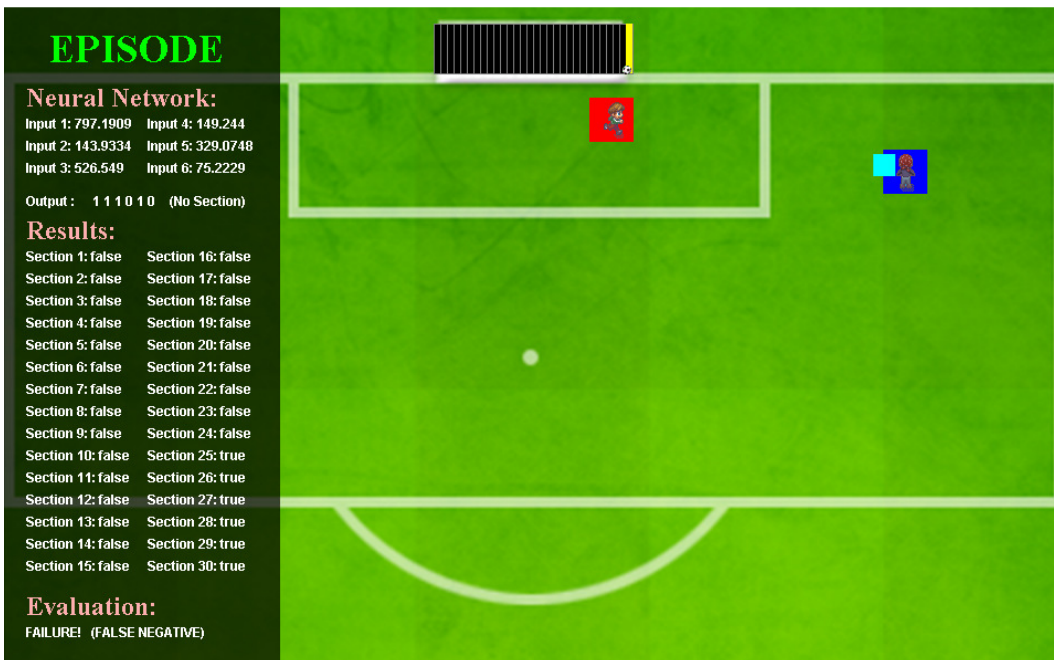 EPISODE
Neural Network:
Input 1: 797.1909 Input 4: 149.244
Input 2: 143.9334 Input 5: 329.0748
Input 3: 526.549 Input 6: 75.2229
Output : 1 1 1 0 1 0 (No Section)
Results:
Section 1: false Section 16: false
Section 2: false Section 17: false
Section 3: false Section 18: false
Section 4: false Section 19: false
Section 5: false Section 20: false
Section 6: false Section 21: false
Section 7: false Section 22: false
Section 8: false Section 23: false
Section 9: false Section 24: false
Section 10: false Section 25: true
Section 11: false Section 26: true
Section 12: false Section 27: true
Section 13: false Section 28: true
Section 14: false Section 29: true
Section 15: false Section 30: true
Evaluation:
FAILURE! (FALSE NEGATIVE)